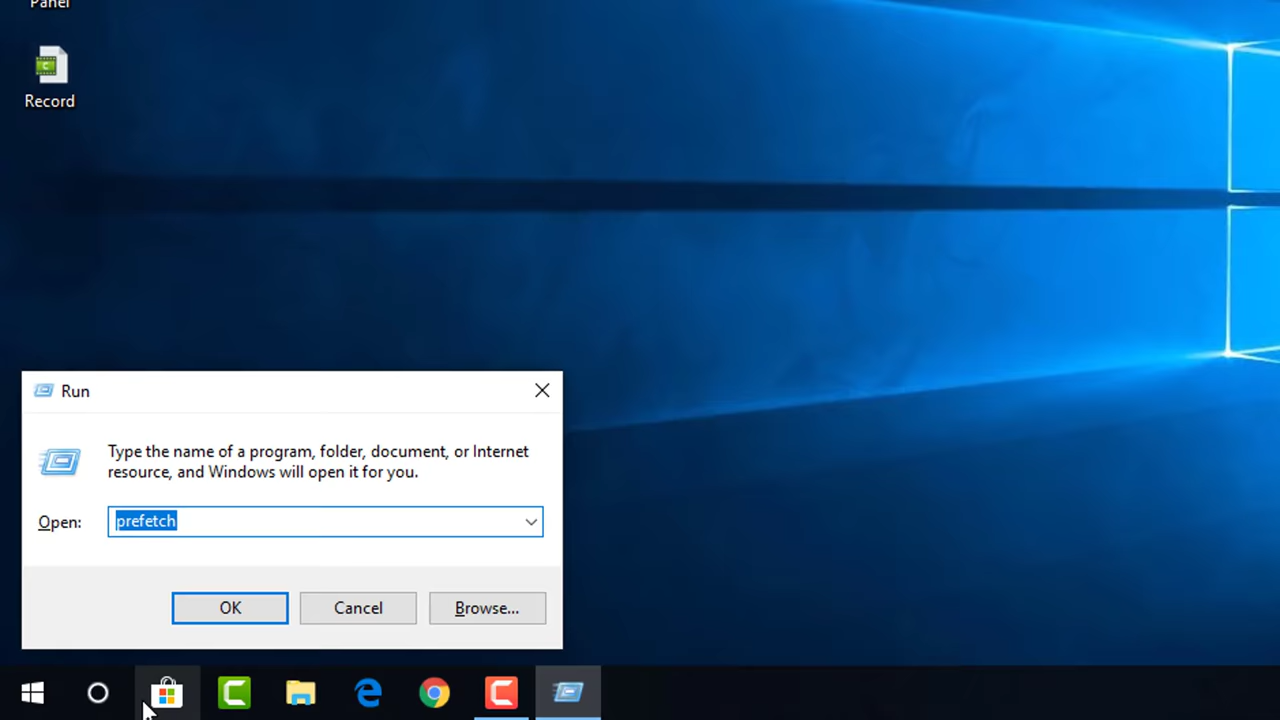 Panel
Record
Run
Type the name of a program, folder, document, or Internet
resource, and Windows will open it for you.
Open: prefetch
OK Cancel Browse...